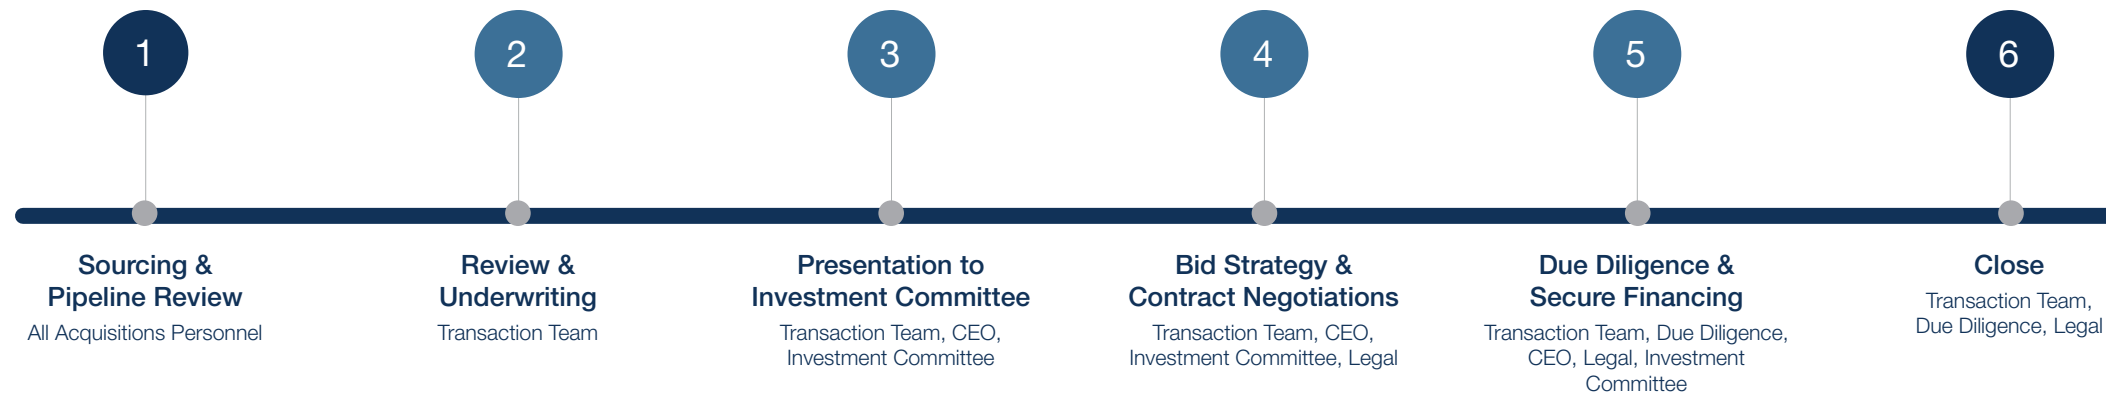 1
2
3
4
5
6
Sourcing &
Pipeline Review
All Acquisitions Personnel
Review &
Underwriting
Transaction Team
Presentation to
Investment Committee
Transaction Team, CEO,
Investment Committee
Bid Strategy &
Contract Negotiations
Transaction Team, CEO,
Investment Committee, Legal
Due Diligence &
Secure Financing
Transaction Team, Due Diligence,
CEO, Legal, Investment
Committee
Close
Transaction Team,
Due Diligence, Legal